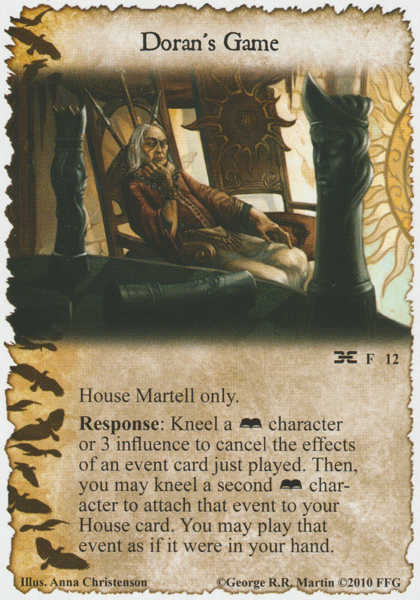 Doran's Game
F 12
House Martell only.
Response: Kneel a character
or 3 influence to cancel the effects
of an event card just played. Then,
you may kneel a second char-
acter to attach that event to your
House card. You may play that
event as if it were in your hand.
Illus. Anna Christenson ©George R.R. Martin ©2010 FFG